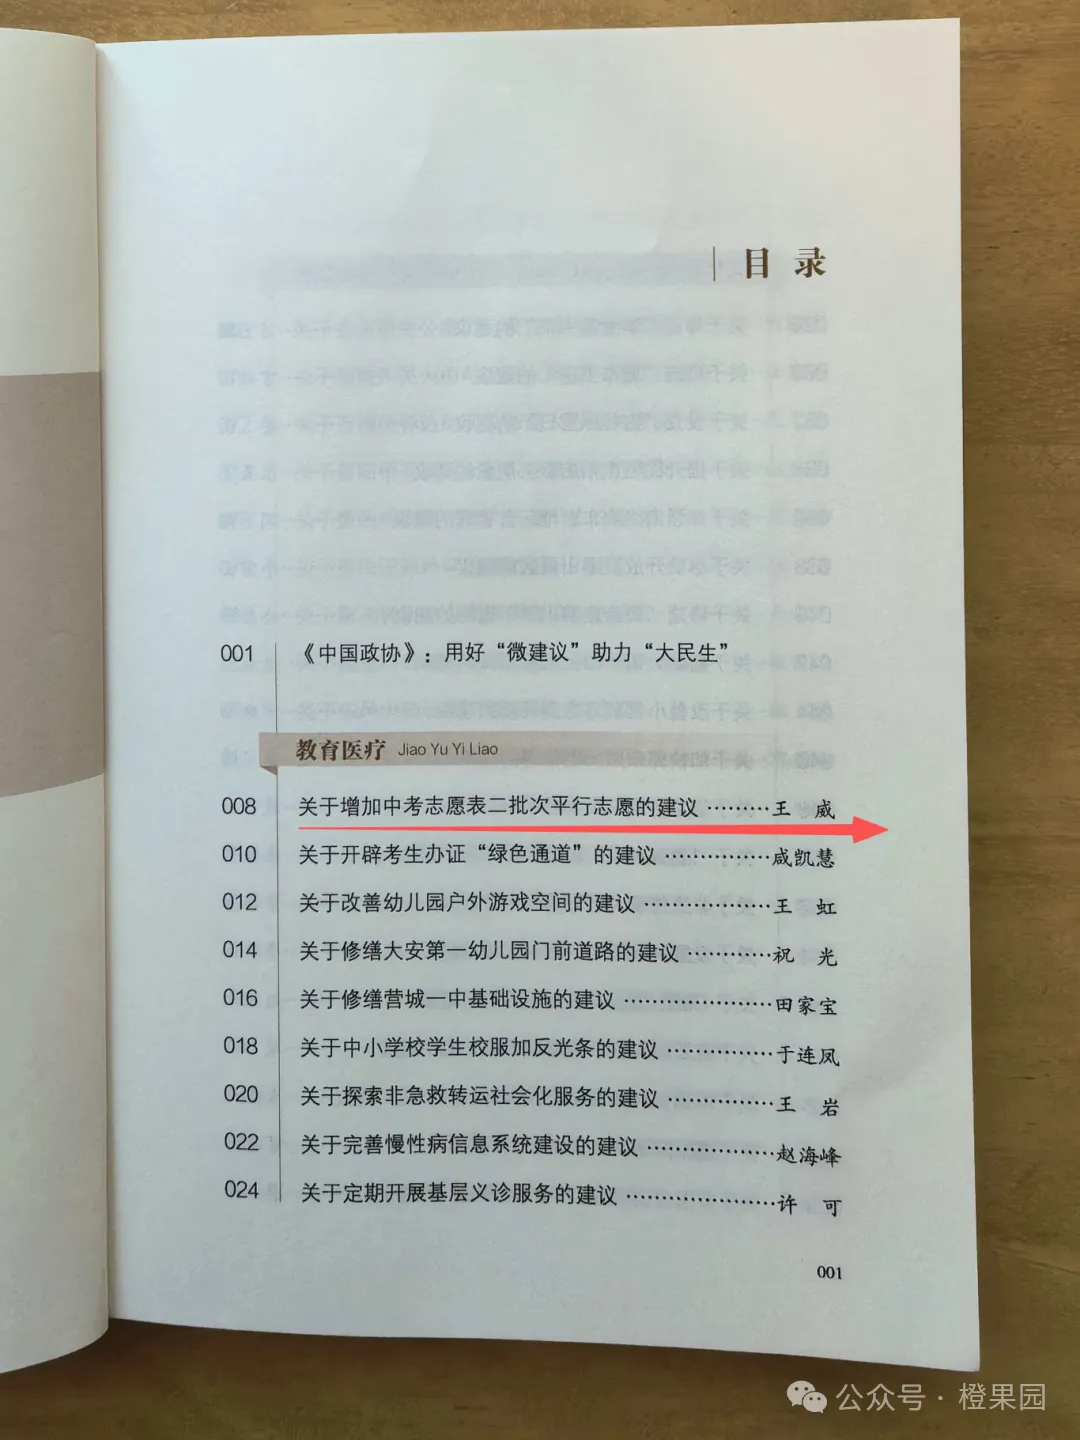 目 录
001 《中国政协》：用好“微建议”助力“大民生”
教育医疗 Jiao Yu Yi Liao
008 关于增加中考志愿表二批次平行志愿的建议 ………王 威
010 关于开辟考生办证“绿色通道”的建议 ……………戚凯慧
012 关于改善幼儿园户外游戏空间的建议 ………………王 虹
014 关于修缮大安第一幼儿园门前道路的建议 …………祝 光
016 关于修缮营城一中基础设施的建议 …………………田家宝
018 关于中小学校学生校服加反光条的建议 ……………于连凤
020 关于探索非急救转运社会化服务的建议 ……………王 岩
022 关于完善慢性病信息系统建设的建议 ………………赵海峰
024 关于定期开展基层义诊服务的建议 …………………许 可
001
公众号 · 橙果园